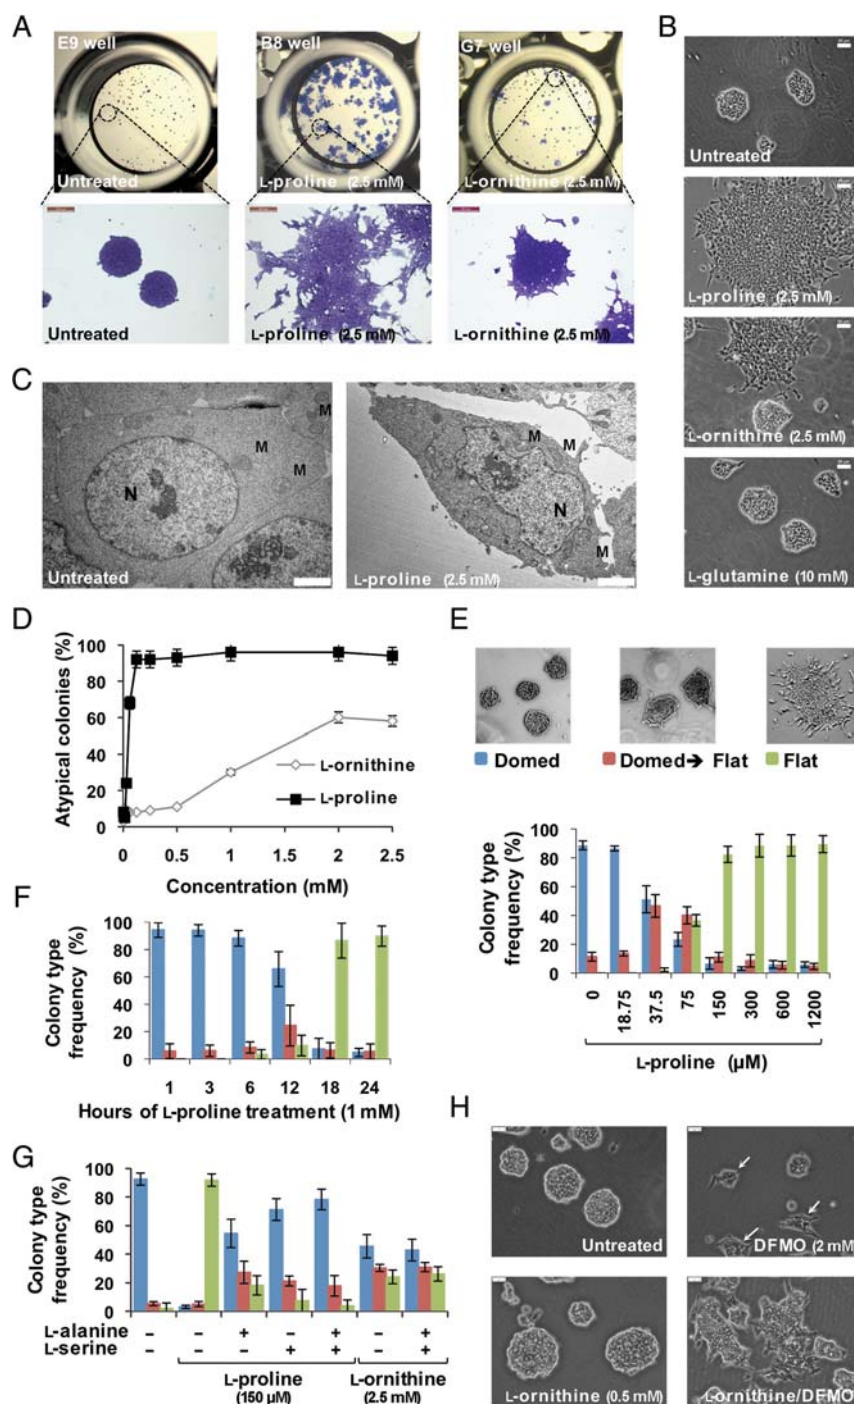 A
E9 well
B8 well
G7 well
Untreated
L-proline (2.5 mM)
L-ornithine (2.5 mM)
Untreated
L-proline (2.5 mM)
L-ornithine (2.5 mM)
B
Untreated
L-proline (2.5 mM)
L-ornithine (2.5 mM)
L-glutamine (10 mM)
C
N
M
M
M
Untreated
M
M
N
M
L-proline (2.5 mM)
D
Atypical colonies (%)
100
80
60
40
20
0
L-ornithine
L-proline
0
0.5
1
2
2.5
Concentration (mM)
E
Domed
Domed➔ Flat
Flat
Colony type
frequency (%)
100
80
60
40
20
0
0
18.75
37.5
75
150
300
600
1200
L-proline (µM)
F
Colony type
frequency (%)
100
80
60
40
20
0
1
3
6
12
18
24
Hours of L-proline treatment (1 mM)
G
Colony type
frequency (%)
100
80
60
40
20
0
L-alanine – – + – + – +
L-serine – – – + + – +
L-proline
(150 µM)
L-ornithine
(2.5 mM)
H
Untreated
DFMO (2 mM)
L-ornithine (0.5 mM)
L-ornithine/DFMO